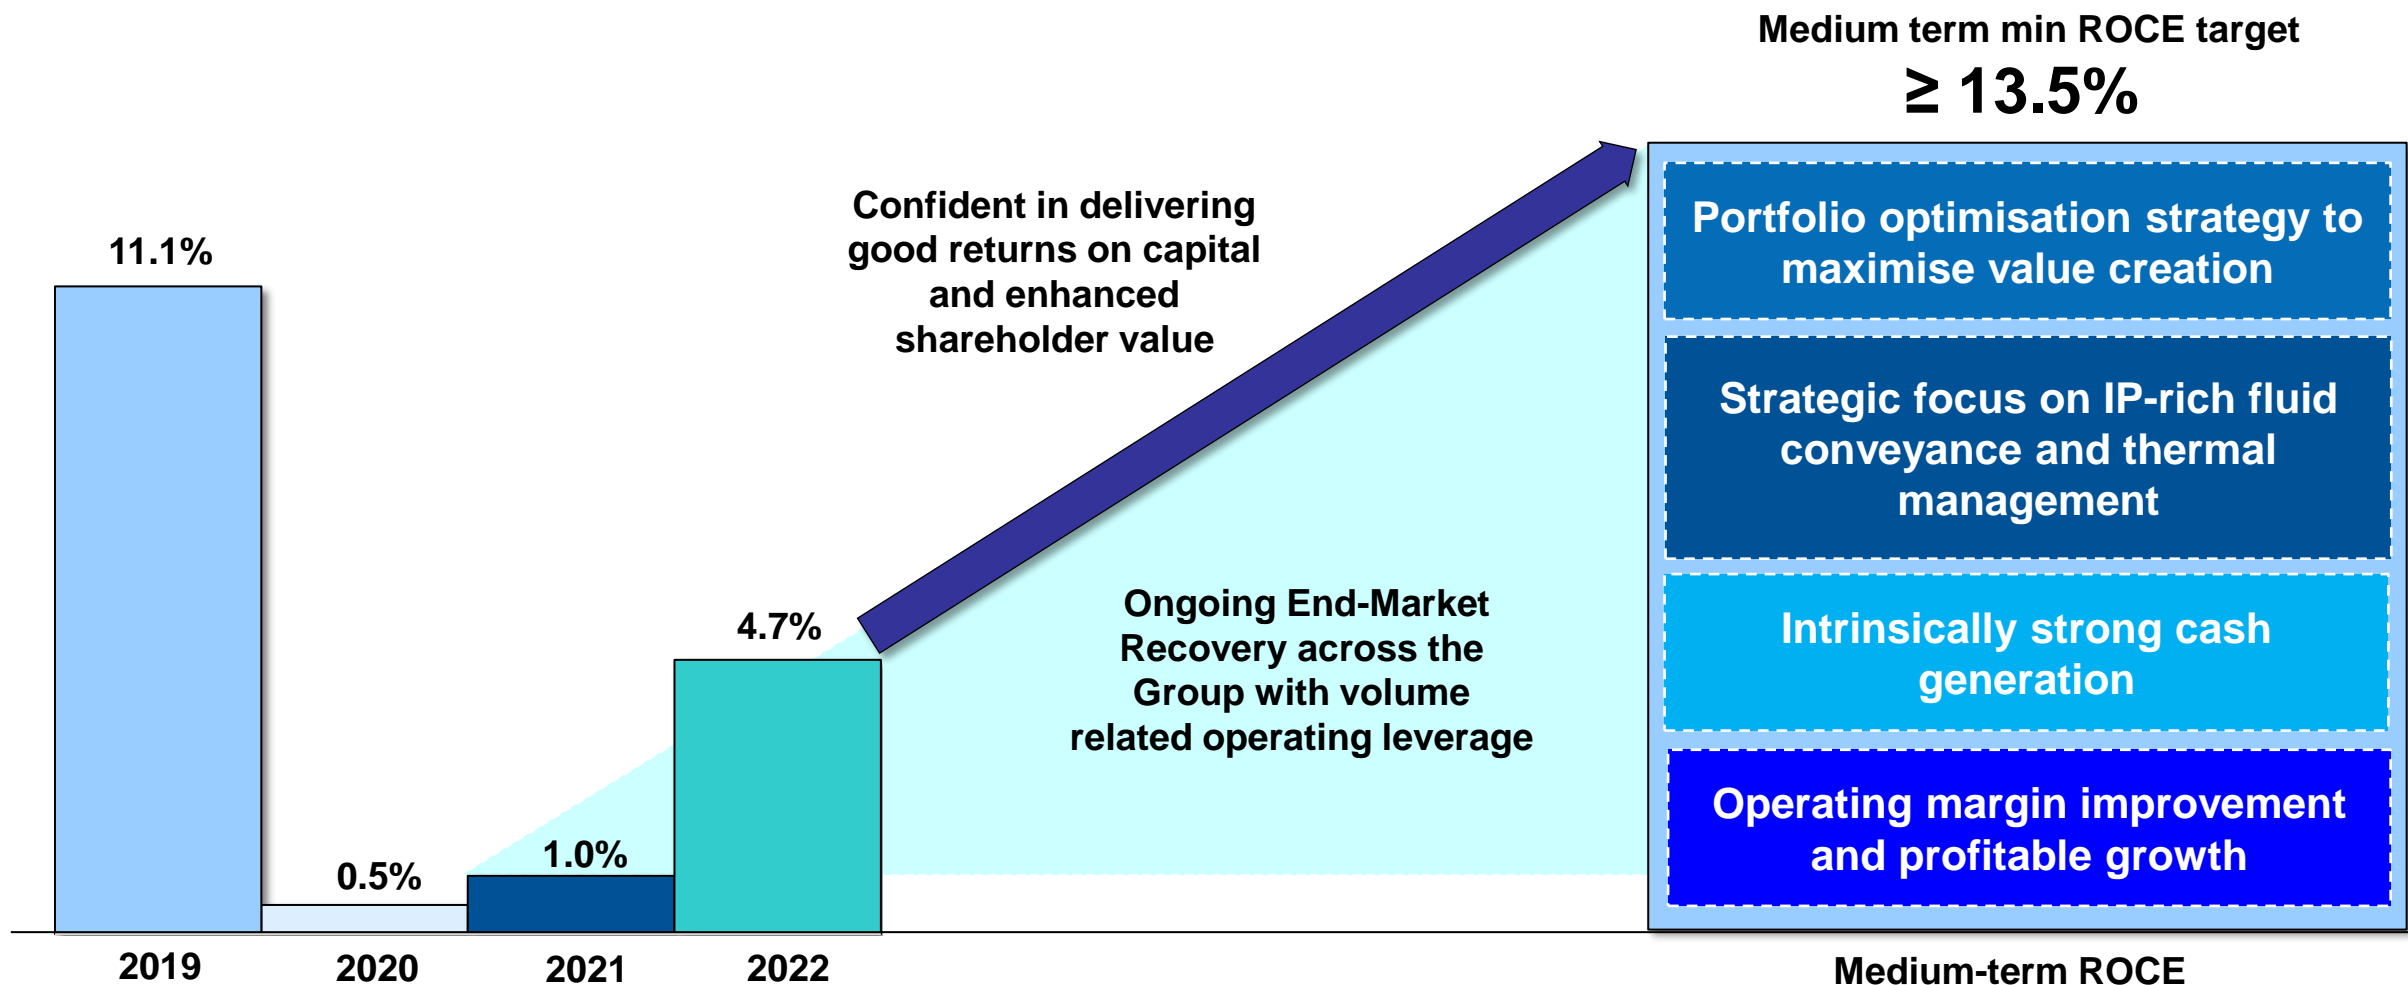 Medium term min ROCE target
≥ 13.5%
Confident in delivering
good returns on capital
and enhanced
shareholder value
11.1%
0.5%
1.0%
4.7%
Ongoing End-Market
Recovery across the
Group with volume
related operating leverage
Portfolio optimisation strategy to
maximise value creation
Strategic focus on IP-rich fluid
conveyance and thermal
management
Intrinsically strong cash
generation
Operating margin improvement
and profitable growth
2019
2020
2021
2022
Medium-term ROCE